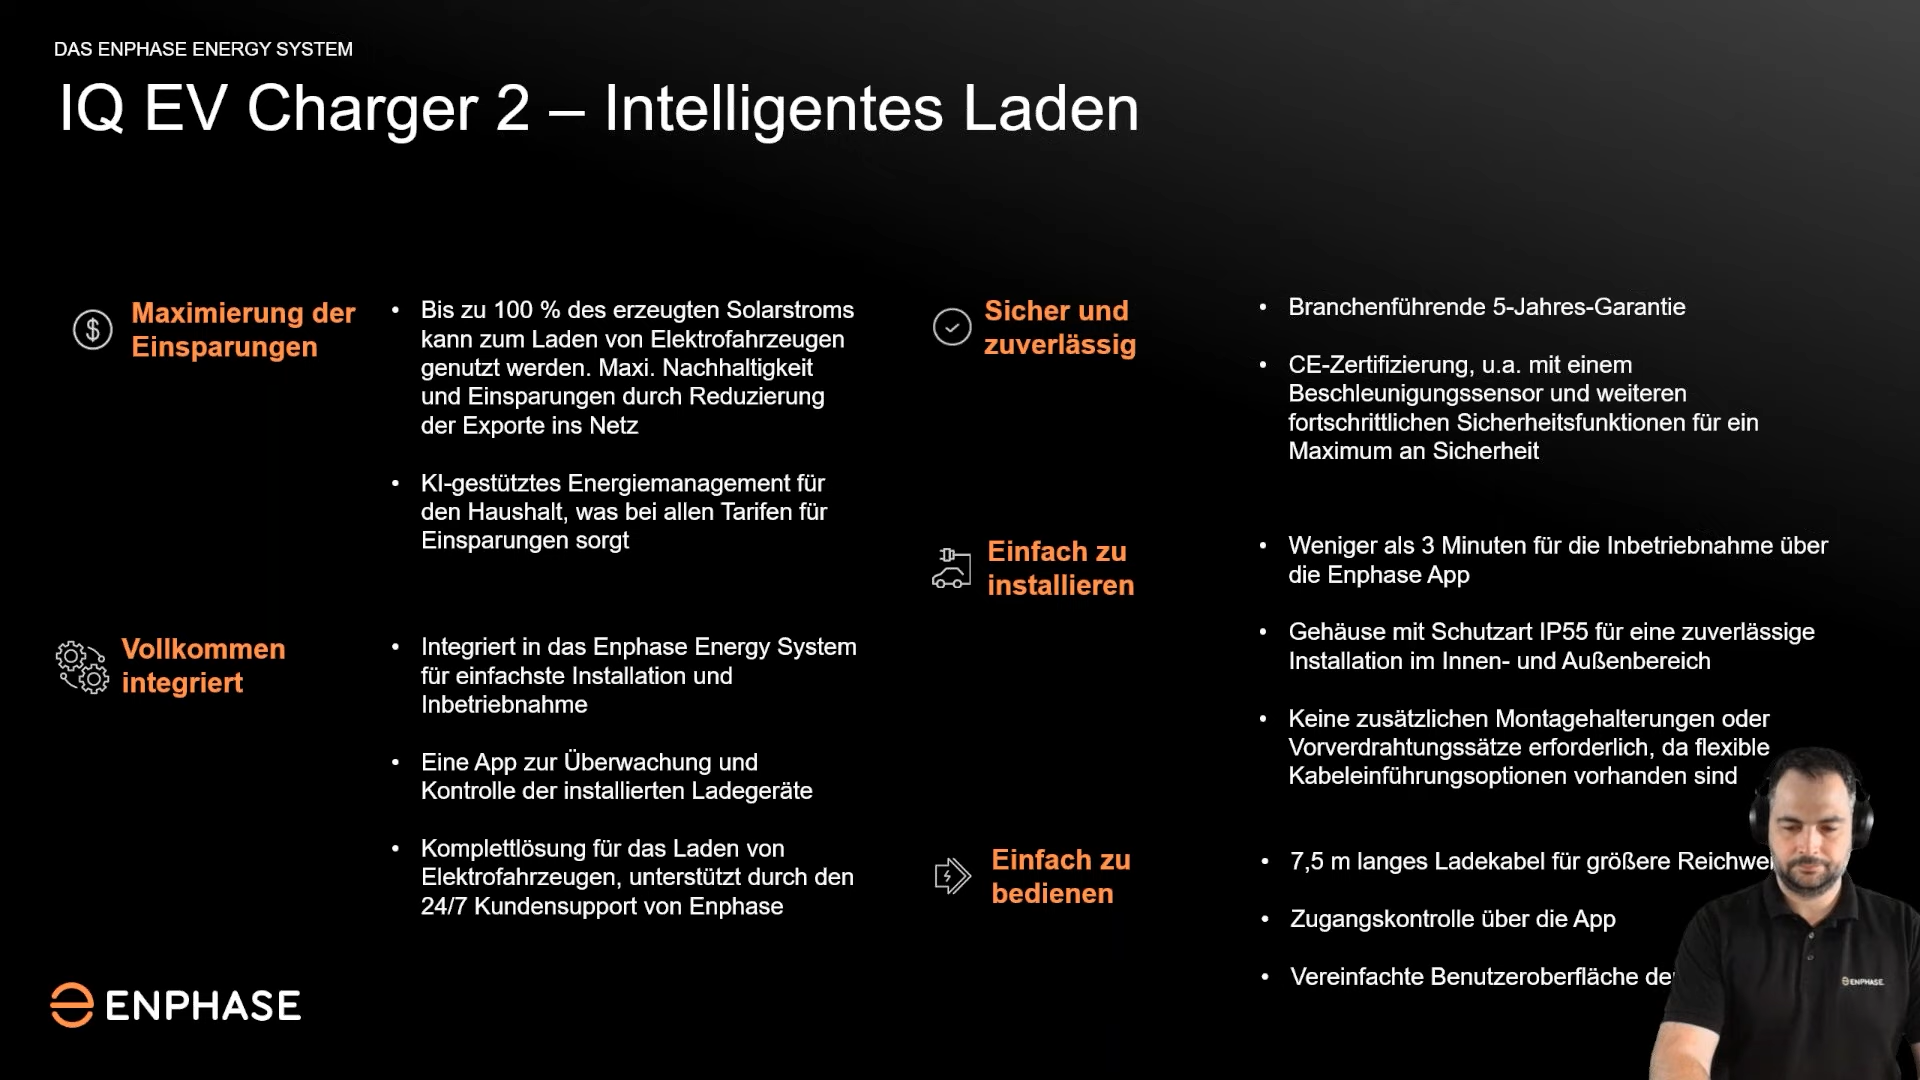 DAS ENPHASE ENERGY SYSTEM
IQ EV Charger 2 – Intelligentes Laden
Maximierung der
Einsparungen
• Bis zu 100 % des erzeugten Solarstroms
kann zum Laden von Elektrofahrzeugen
genutzt werden. Maxi. Nachhaltigkeit
und Einsparungen durch Reduzierung
der Exporte ins Netz
• KI-gestütztes Energiemanagement für
den Haushalt, was bei allen Tarifen für
Einsparungen sorgt
Vollkommen
integriert
• Integriert in das Enphase Energy System
für einfachste Installation und
Inbetriebnahme
• Eine App zur Überwachung und
Kontrolle der installierten Ladegeräte
• Komplettlösung für das Laden von
Elektrofahrzeugen, unterstützt durch den
24/7 Kundensupport von Enphase
Sicher und
zuverlässig
• Branchenführende 5-Jahres-Garantie
• CE-Zertifizierung, u.a. mit einem
Beschleunigungssensor und weiteren
fortschrittlichen Sicherheitsfunktionen für ein
Maximum an Sicherheit
Einfach zu
installieren
• Weniger als 3 Minuten für die Inbetriebnahme über
die Enphase App
• Gehäuse mit Schutzart IP55 für eine zuverlässige
Installation im Innen- und Außenbereich
• Keine zusätzlichen Montagehalterungen oder
Vorverdrahtungssätze erforderlich, da flexible
Kabeleinführungsoptionen vorhanden sind
Einfach zu
bedienen
• 7,5 m langes Ladekabel für größere
• Zugangskontrolle über die App
• Vereinfachte Benutzeroberfläche
ENPHASE
ENPHASE